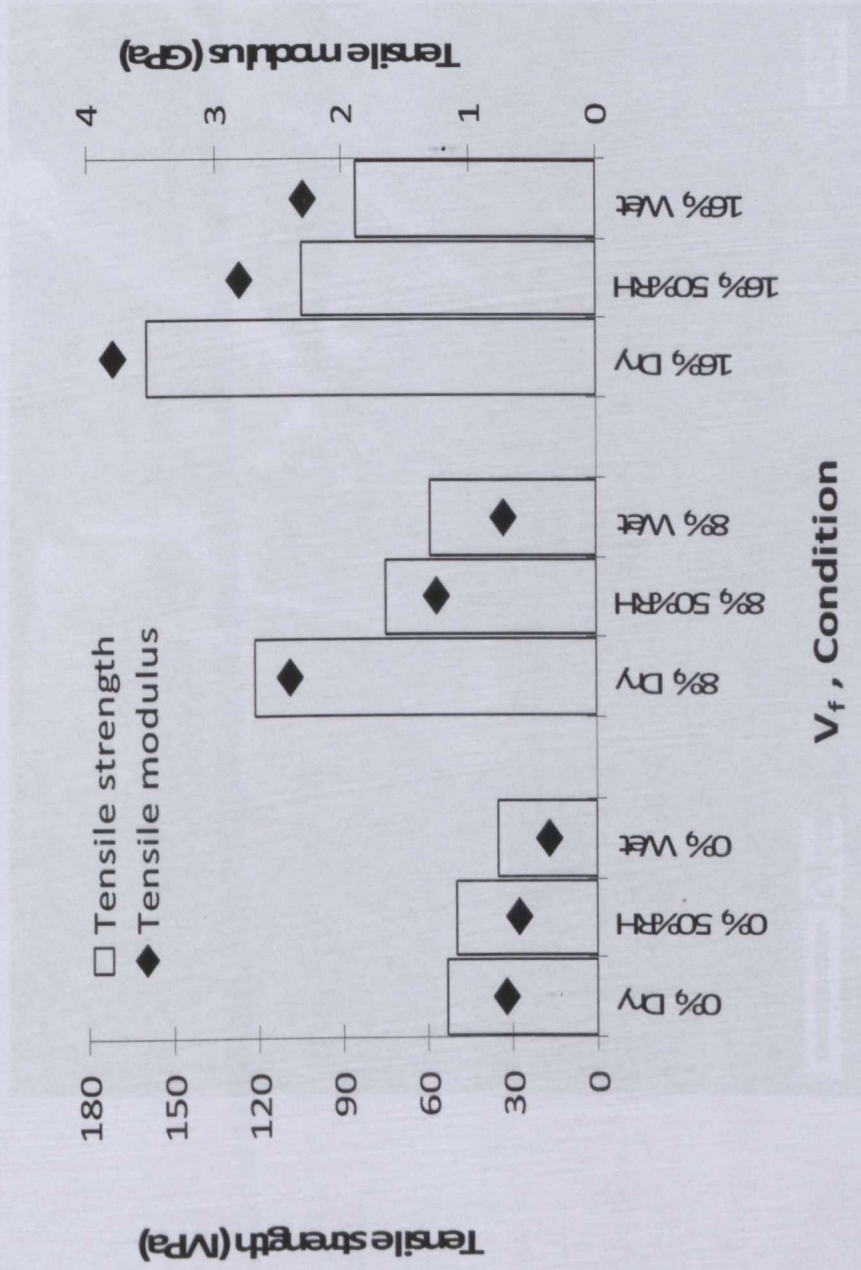 Tensile strength (MPa)
180
150
120
90
60
30
0
□ Tensile strength
◆ Tensile modulus
Tensile modulus (GPa)
4
3
2
1
0
0%, Dry
0%, 50%RH
0%, Wet
8%, Dry
8%, 50%RH
8%, Wet
16%, Dry
16%, 50%RH
16%, Wet
Vf , Condition